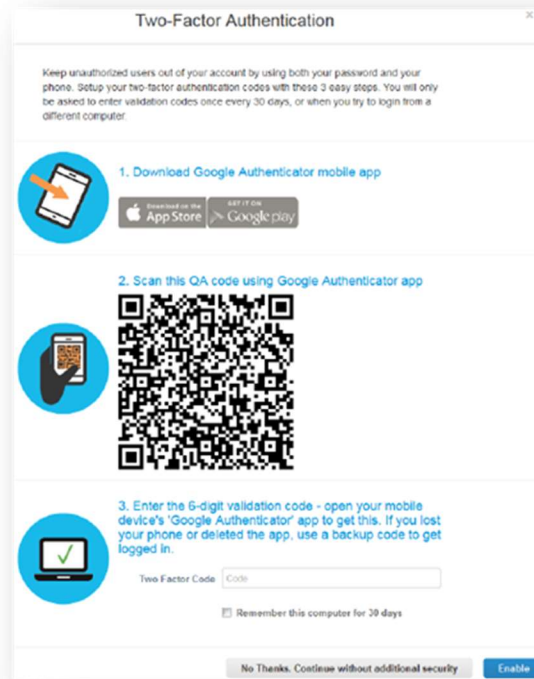 Two-Factor Authentication
×
Keep unauthorized users out of your account by using both your password and your
phone. Setup your two-factor authentication codes with these 3 easy steps. You will only
be asked to enter validation codes once every 30 days, or when you try to login from a
different computer.
1. Download Google Authenticator mobile app
Download on the
App Store
GET IT ON
Google play
2. Scan this QA code using Google Authenticator app
3. Enter the 6-digit validation code - open your mobile
device's 'Google Authenticator' app to get this. If you lost
your phone or deleted the app, use a backup code to get
logged in.
Two Factor Code Code
Remember this computer for 30 days
No Thanks. Continue without additional security Enable